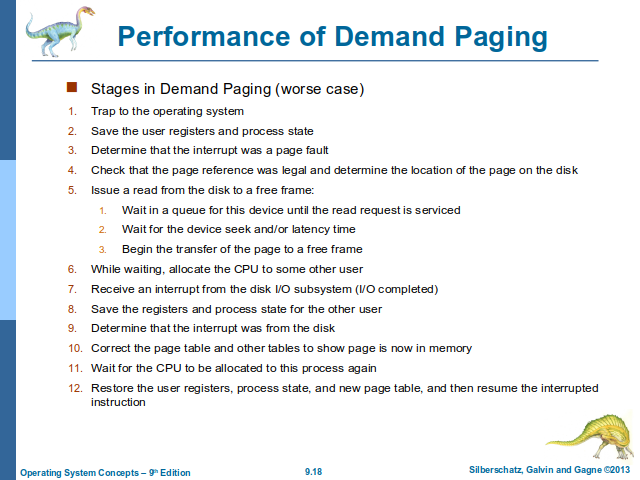 Performance of Demand Paging
Stages in Demand Paging (worse case)
1. Trap to the operating system
2. Save the user registers and process state
3. Determine that the interrupt was a page fault
4. Check that the page reference was legal and determine the location of the page on the disk
5. Issue a read from the disk to a free frame:
1. Wait in a queue for this device until the read request is serviced
2. Wait for the device seek and/or latency time
3. Begin the transfer of the page to a free frame
6. While waiting, allocate the CPU to some other user
7. Receive an interrupt from the disk I/O subsystem (I/O completed)
8. Save the registers and process state for the other user
9. Determine that the interrupt was from the disk
10. Correct the page table and other tables to show page is now in memory
11. Wait for the CPU to be allocated to this process again
12. Restore the user registers, process state, and new page table, and then resume the interrupted
instruction
Operating System Concepts – 9th Edition
9.18
Silberschatz, Galvin and Gagne ©2013